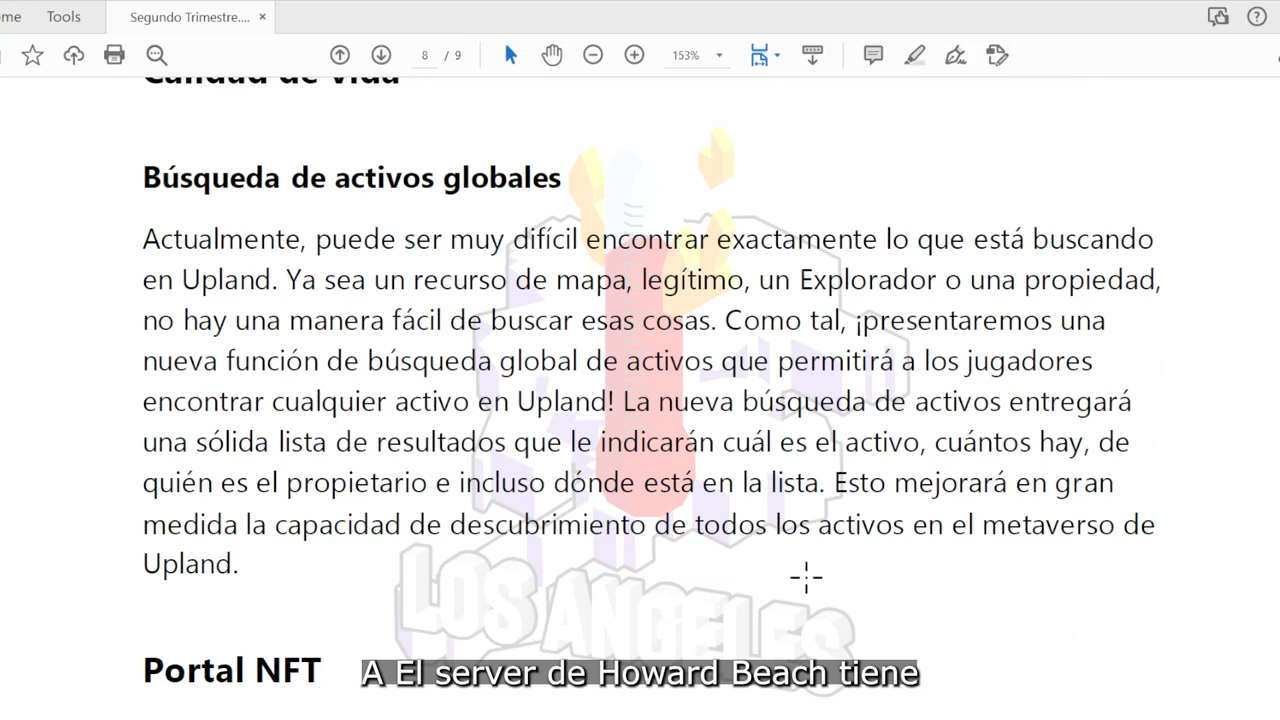 ome Tools Segundo Trimestre.... ×
8 / 9 153%
Calidad de vida
Búsqueda de activos globales
Actualmente, puede ser muy difícil encontrar exactamente lo que está buscando
en Upland. Ya sea un recurso de mapa, legítimo, un Explorador o una propiedad,
no hay una manera fácil de buscar esas cosas. Como tal, ¡presentaremos una
nueva función de búsqueda global de activos que permitirá a los jugadores
encontrar cualquier activo en Upland! La nueva búsqueda de activos entregará
una sólida lista de resultados que le indicarán cuál es el activo, cuántos hay, de
quién es el propietario e incluso dónde está en la lista. Esto mejorará en gran
medida la capacidad de descubrimiento de todos los activos en el metaverso de
Upland.
LOS ANGELES
Portal NFT
A El server de Howard Beach tiene